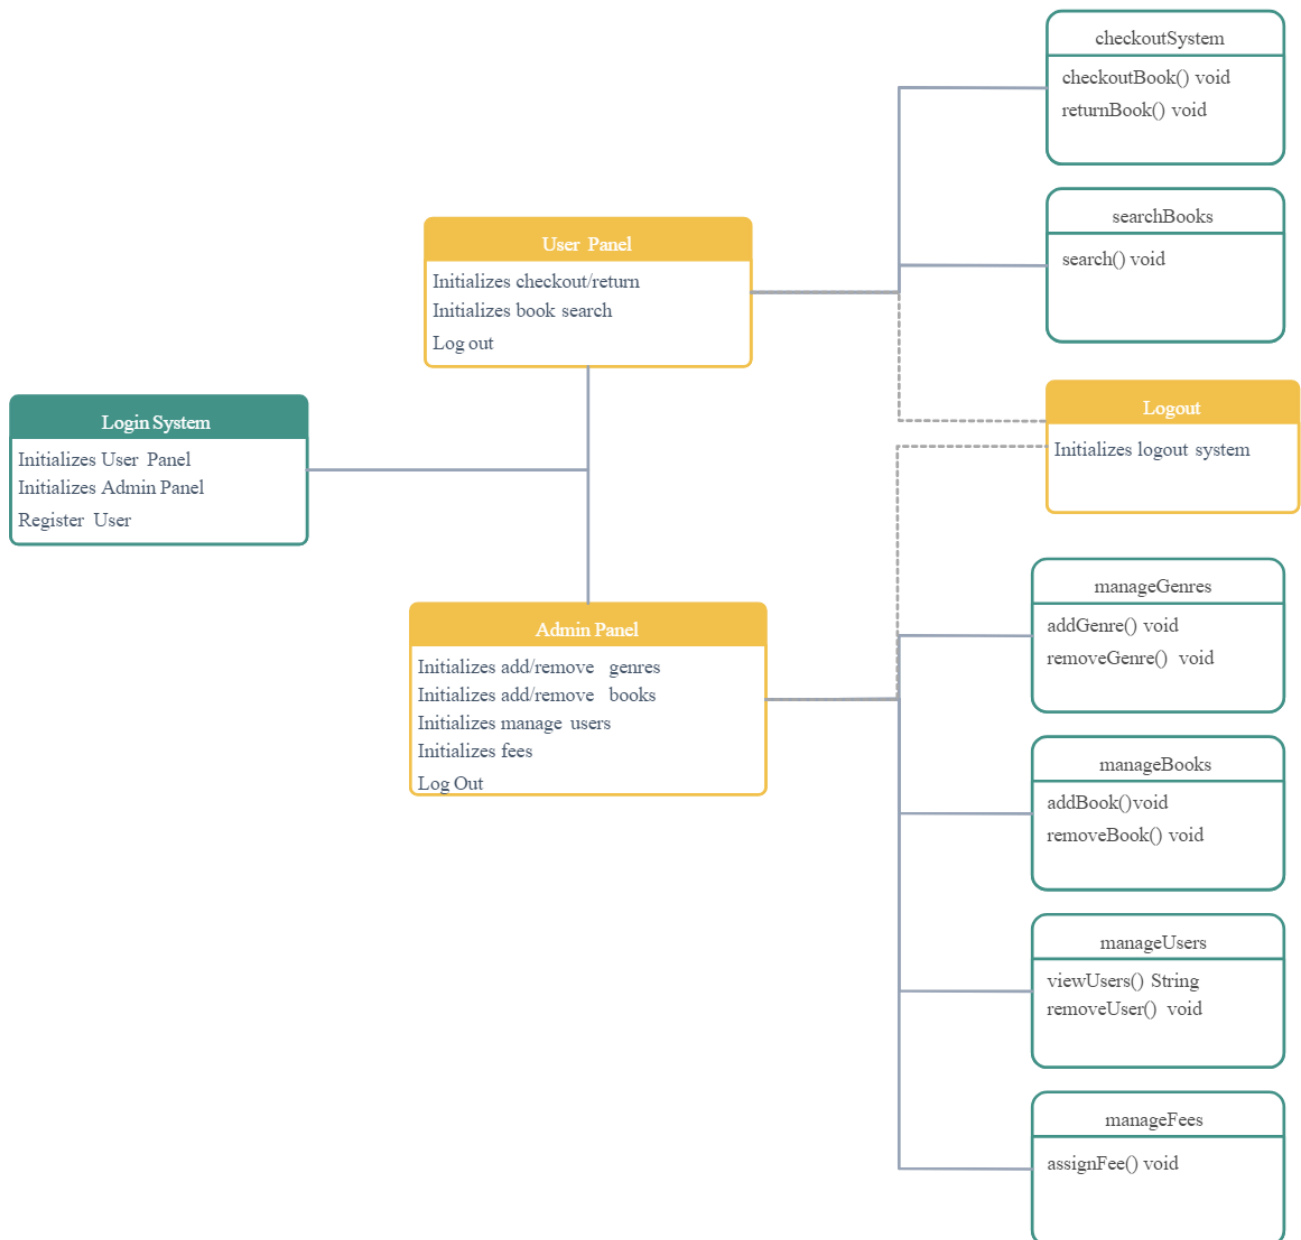 checkoutSystem
checkoutBook() void
returnBook() void
searchBooks
search() void
User Panel
Initializes checkout/return
Initializes book search
Log out
Login System
Initializes User Panel
Initializes Admin Panel
Register User
Logout
Initializes logout system
Admin Panel
Initializes add/remove genres
Initializes add/remove books
Initializes manage users
Initializes fees
Log Out
manageGenres
addGenre() void
removeGenre() void
manageBooks
addBook()void
removeBook() void
manageUsers
viewUsers() String
removeUser() void
manageFees
assignFee() void